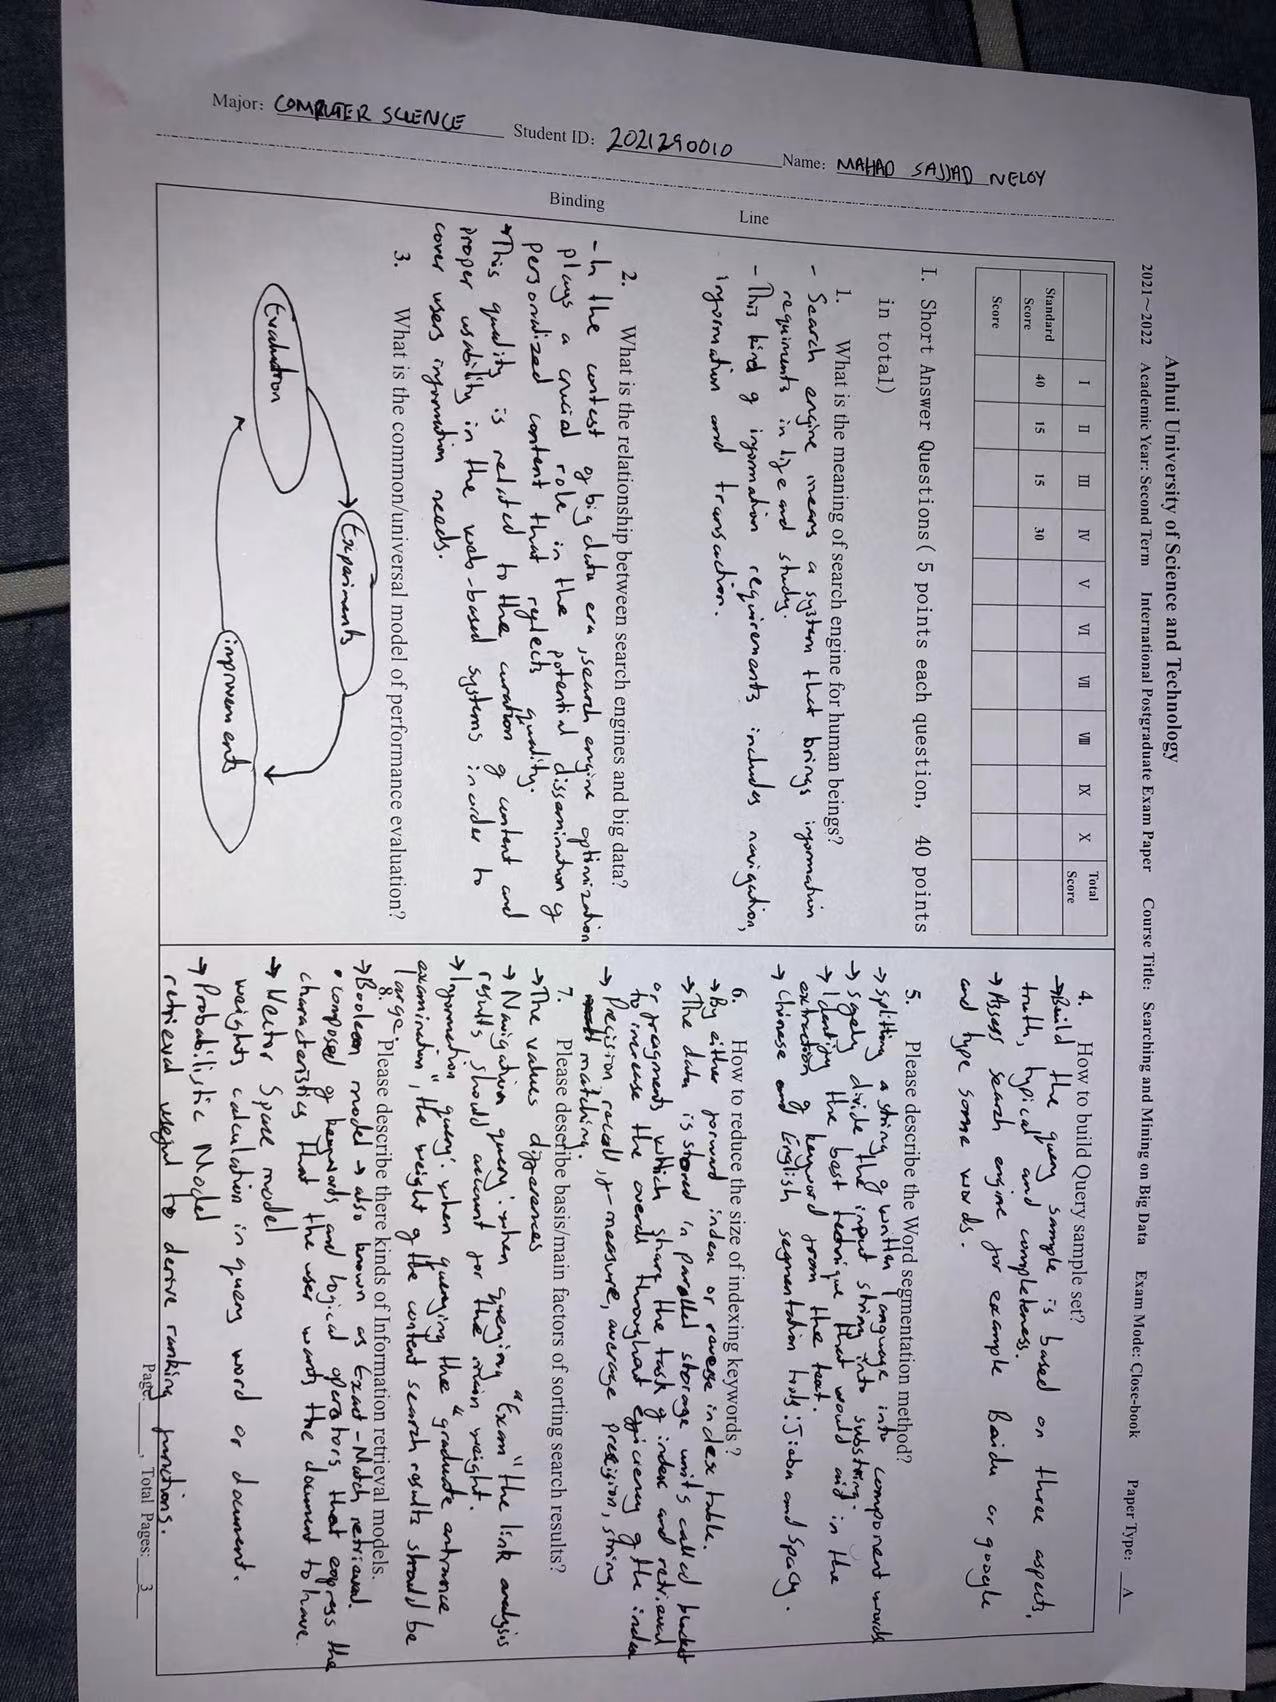 Anhui University of Science and Technology
2021～2022 Academic Year: Second Term International Postgraduate Exam Paper Course Title: Searching and Mining on Big Data Exam Mode: Close-book Paper Type: A
Major: COMPUTER SCIENCE Student ID: 2021290010 Name: MAHAD SAJJAD NELOY
Binding Line
I II III IV V VI VII VIII IX X Total Score
Standard Score 40 15 15 30
Score
I. Short Answer Questions( 5 points each question, 40 points
in total)
1. What is the meaning of search engine for human beings?
- Search engine means a system that brings information
requiments in life and study.
- This kind of information requirements includes navigation,
information and transaction.
2. What is the relationship between search engines and big data?
- In the contest of big data era, search engine optimization
plays a crucial role in the potential dissemination of
personalized content that reflects quality.
This quality is related to the curation of content and
proper usability in the web-based systems in order to
cover users information needs.
3. What is the common/universal model of performance evaluation?
Experiments
Evaluation
improvements
4. How to build Query sample set?
→Build the query sample is based on three aspects,
truth, typical and completeness.
→ Assess search engine for example Baidu or google
and type some words.
5. Please describe the Word segmentation method?
→ splitting a string of written language into component words
→ safely divide the input string into substring.
→ Identify the best technique that would aid in the
extraction of keyword from the text.
→ Chinese and English segmentation tools: Jieba and Spacy.
6. How to reduce the size of indexing keywords ?
→By either forward index or reverse index table.
→The data is stored in parallel storage units called bucket
or fragments which share the task of index and retrieval
to increase the overall throughout efficiency of the index
→ Precision, recall, f-measure, average precision, string
matching.
7. Please describe basis/main factors of sorting search results?
→The values differences
→ Navigation query: when querying "Exam" the link analysis
results should account for the main weight.
→ Information query: when querying the "graduate entrance
examination", the weight of the content search results should be
large.
8. Please describe there kinds of Information retrieval models.
→Boolean model → also known as Exact-Match retrieval.
• composed of keywords and logical operators that express the
characteristics that the user wants the document to have.
→ Vector Space model
weights calculation in query word or document.
→ Probabilistic Model
retrieval useful to derive ranking functions.
Page:_____, Total Pages: 3